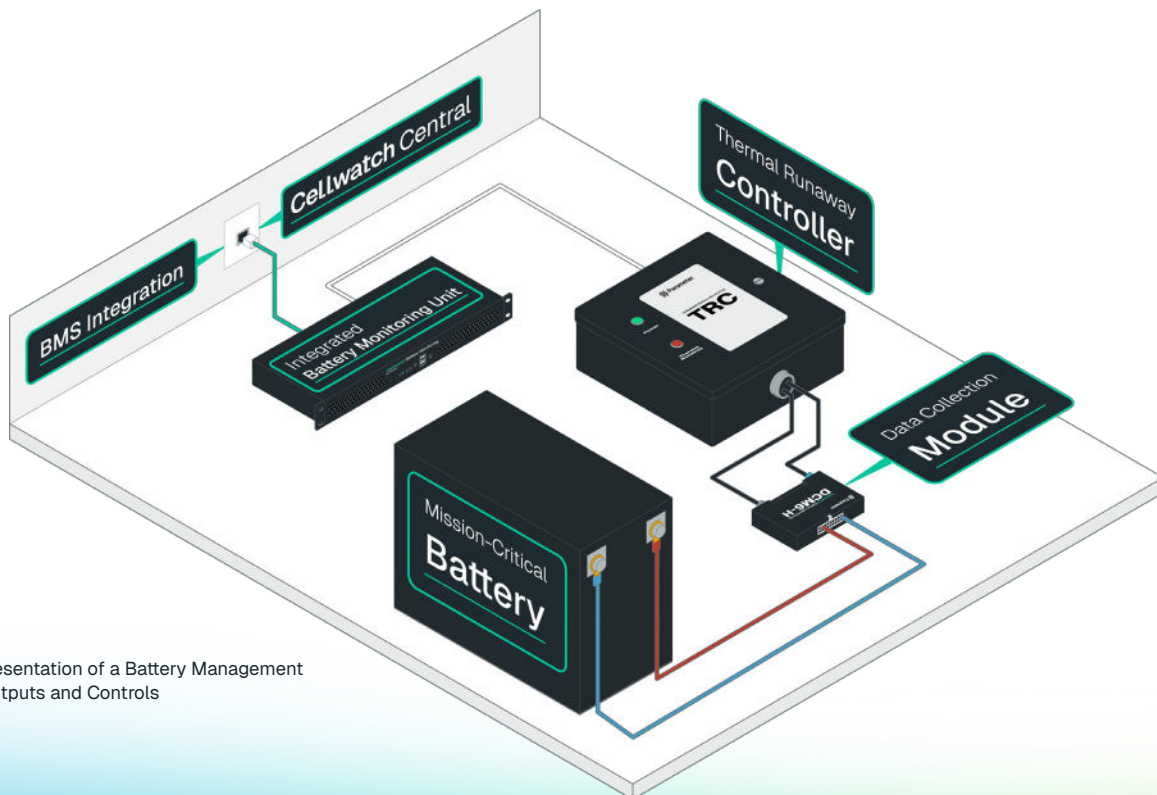 Cellwatch Central
BMS Integration
Thermal Runaway
Controller
Integrated
Battery Monitoring Unit
Parameter
TRC
Data Collection
Module
DCM6-H
Mission-Critical
Battery
esentation of a Battery Management
tputs and Controls